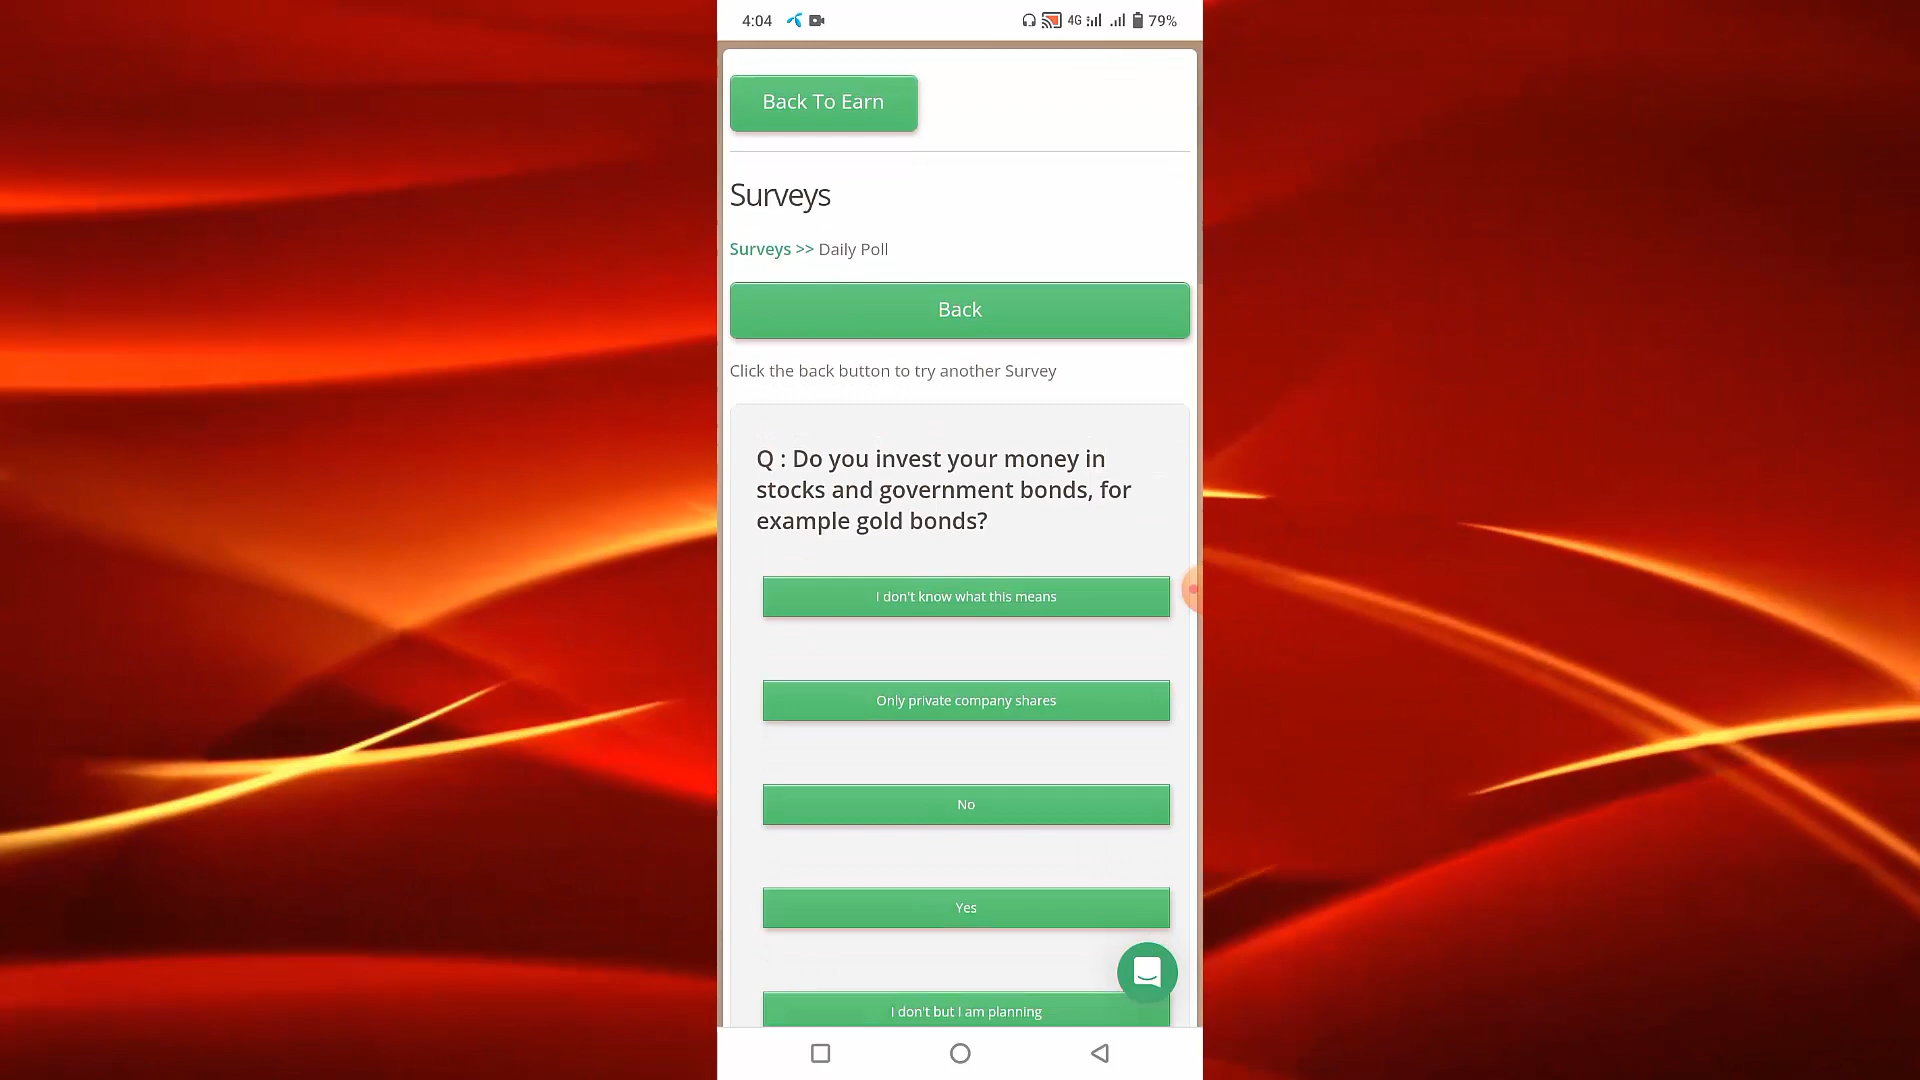 4:04 4G 79%
Back To Earn
Surveys
Surveys >> Daily Poll
Back
Click the back button to try another Survey
Q : Do you invest your money in
stocks and government bonds, for
example gold bonds?
I don't know what this means
Only private company shares
No
Yes
I don't but I am planning